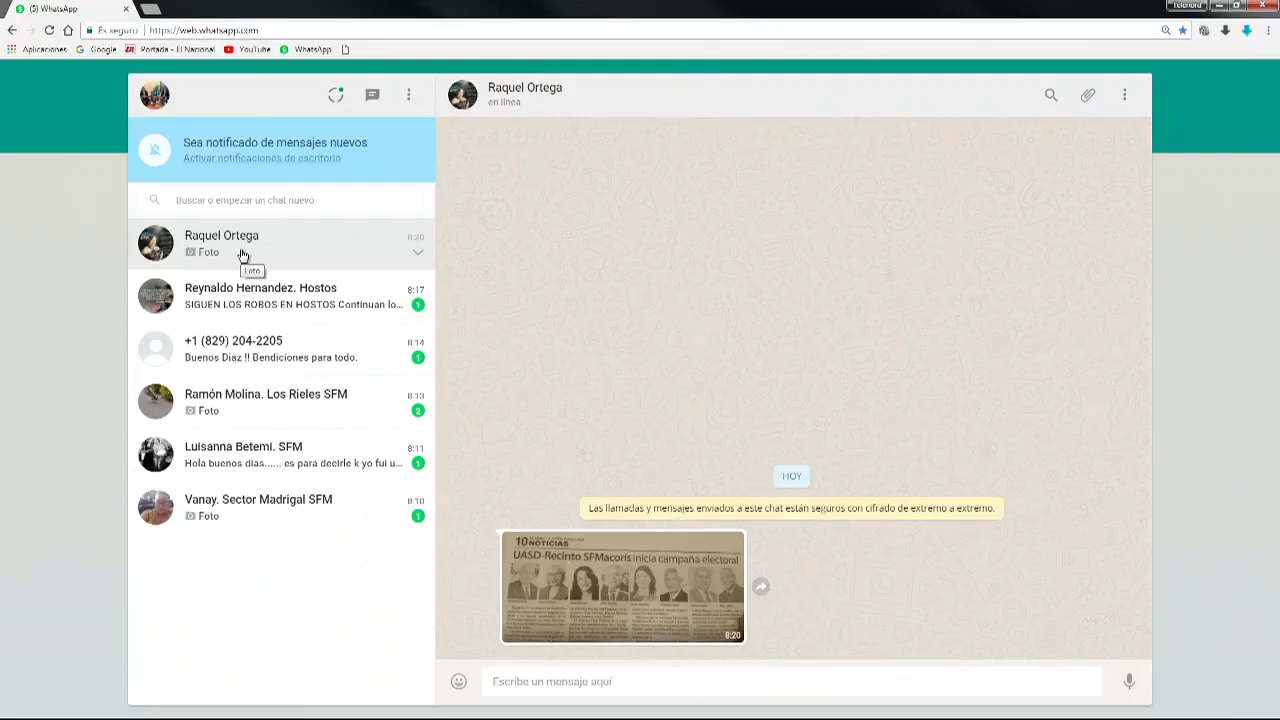 (5) WhatsApp
Telenord
Es seguro
https://web.whatsapp.com
Aplicaciones
Google
Portada - El Nacional
YouTube
WhatsApp
Sea notificado de mensajes nuevos
Activar notificaciones de escritorio
Buscar o empezar un chat nuevo
Raquel Ortega
8:20
Foto
Foto
Reynaldo Hernandez. Hostos
8:17
SIGUEN LOS ROBOS EN HOSTOS Continuan lo...
1
+1 (829) 204-2205
8:14
Buenos Diaz !! Bendiciones para todo.
1
Ramón Molina. Los Rieles SFM
8:13
Foto
2
Luisanna Betemi. SFM
8:11
Hola buenos dias...... es para decirle k yo fui u...
1
Vanay. Sector Madrigal SFM
8:10
Foto
1
Raquel Ortega
en línea
HOY
Las llamadas y mensajes enviados a este chat están seguros con cifrado de extremo a extremo.
10 NOTICIAS
UASD-Recinto SFMacorís inicia campaña electoral
8:20
Escribe un mensaje aquí